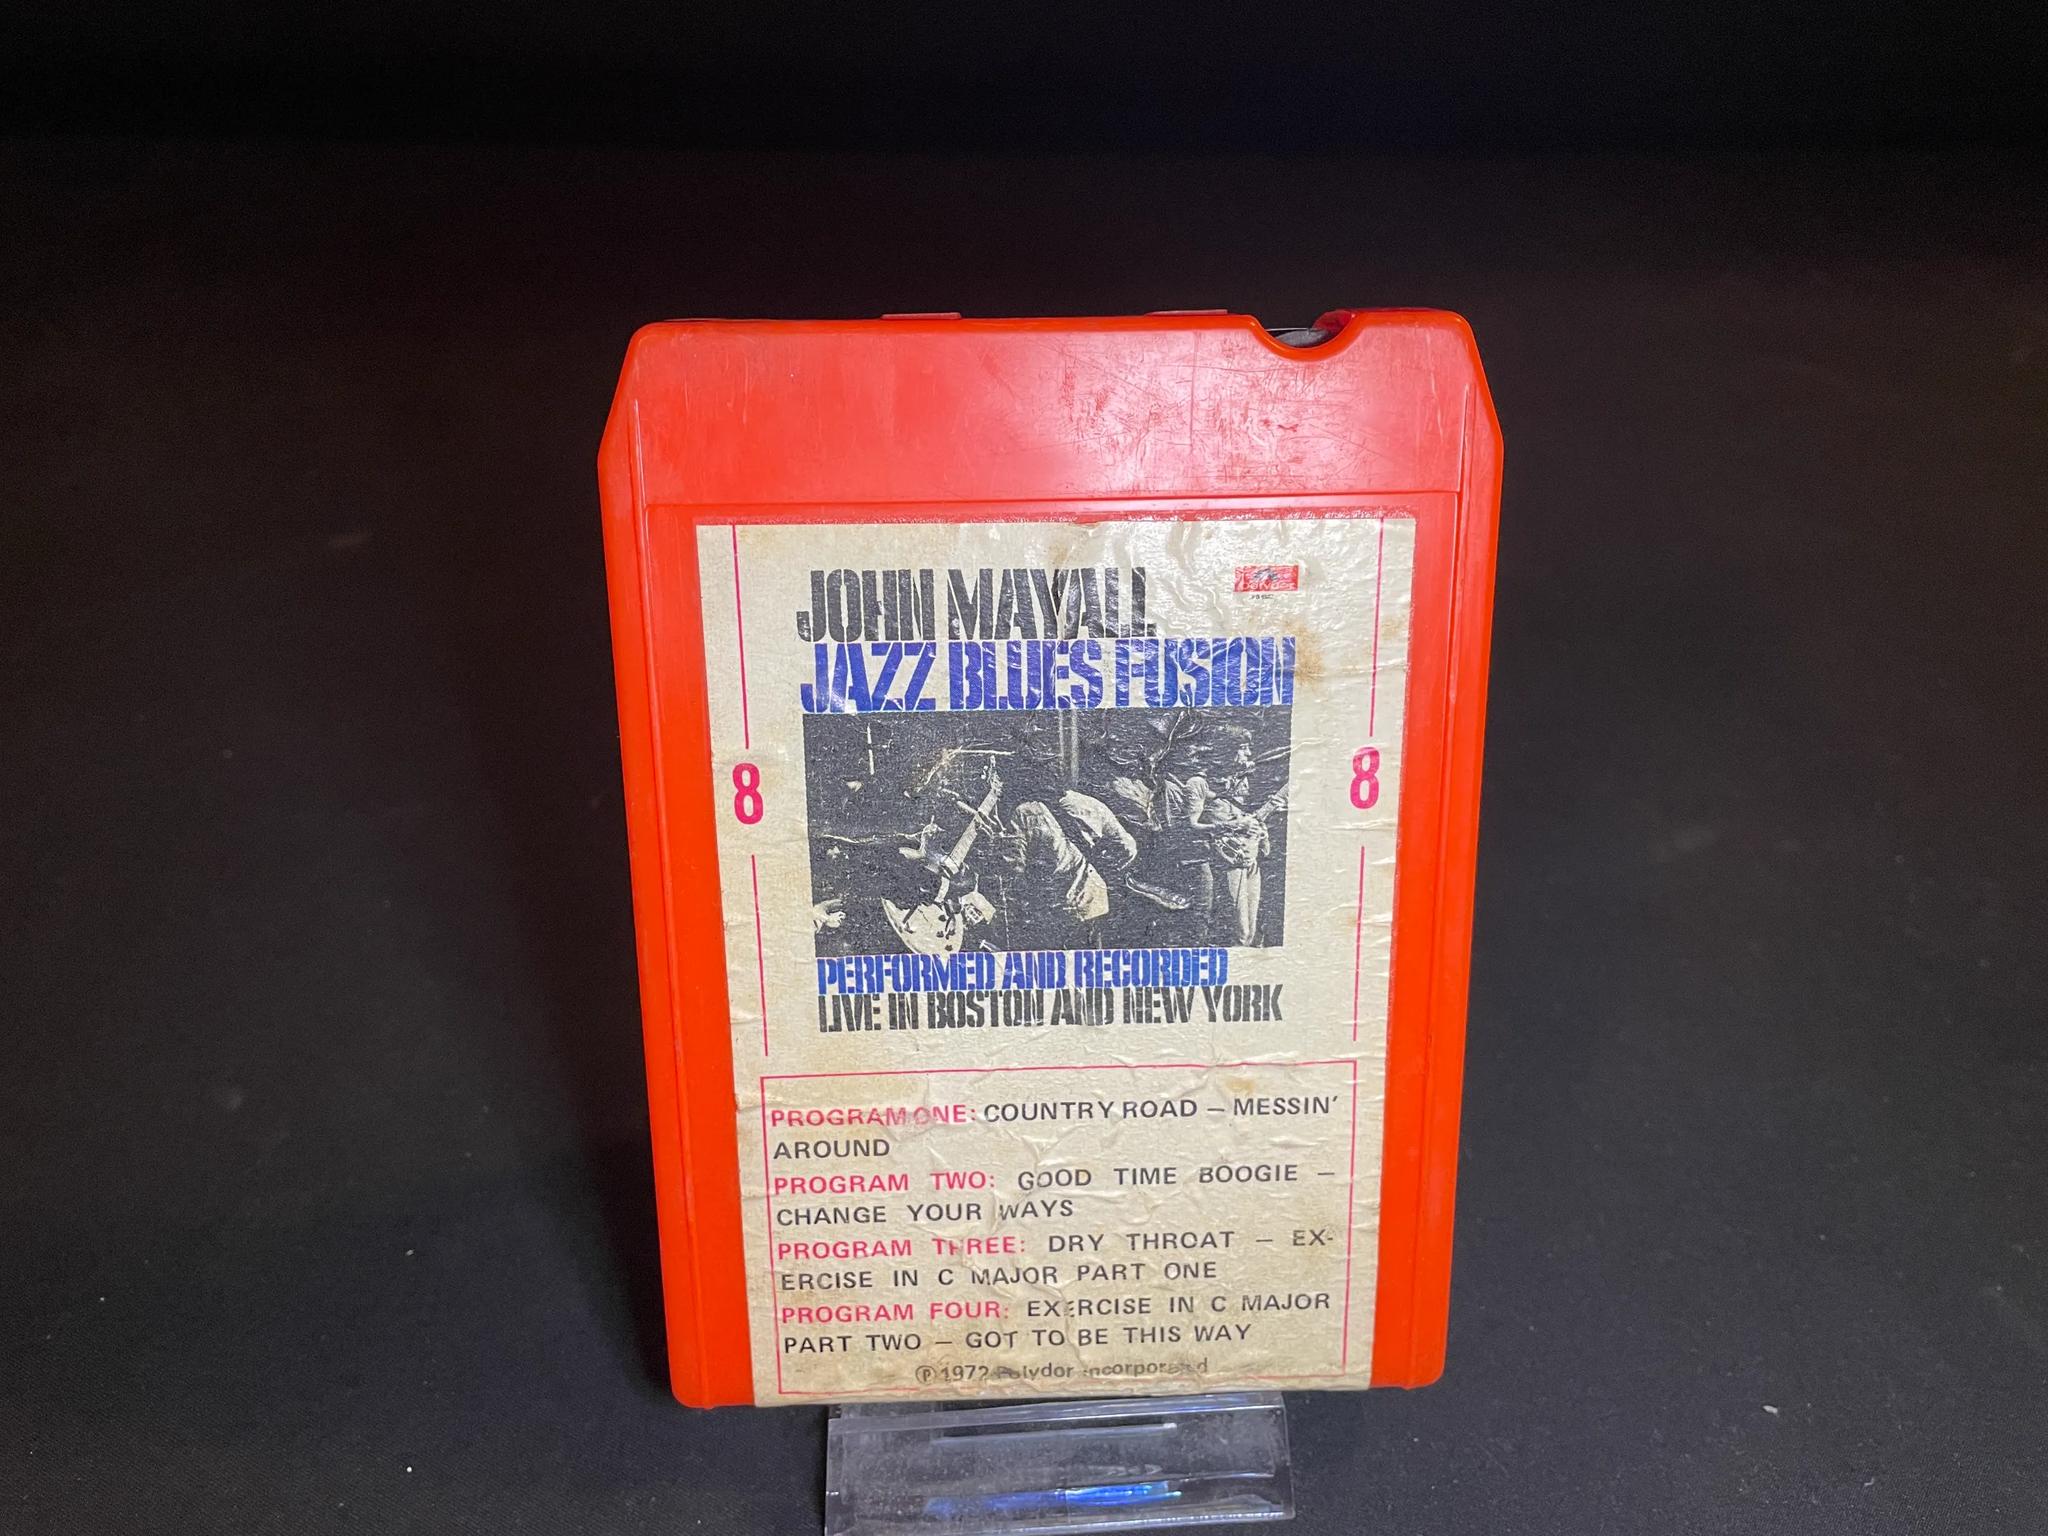 JOHN MAYALL
polydor
JAZZ BLUES FUSION
8
8
PERFORMED AND RECORDED
LIVE IN BOSTON AND NEW YORK
PROGRAM ONE: COUNTRY ROAD – MESSIN'
AROUND
PROGRAM TWO: GOOD TIME BOOGIE –
CHANGE YOUR WAYS
PROGRAM THREE: DRY THROAT – EX-
ERCISE IN C MAJOR PART ONE
PROGRAM FOUR: EXERCISE IN C MAJOR
PART TWO – GOT TO BE THIS WAY
Ⓟ 1972 Polydor incorporated